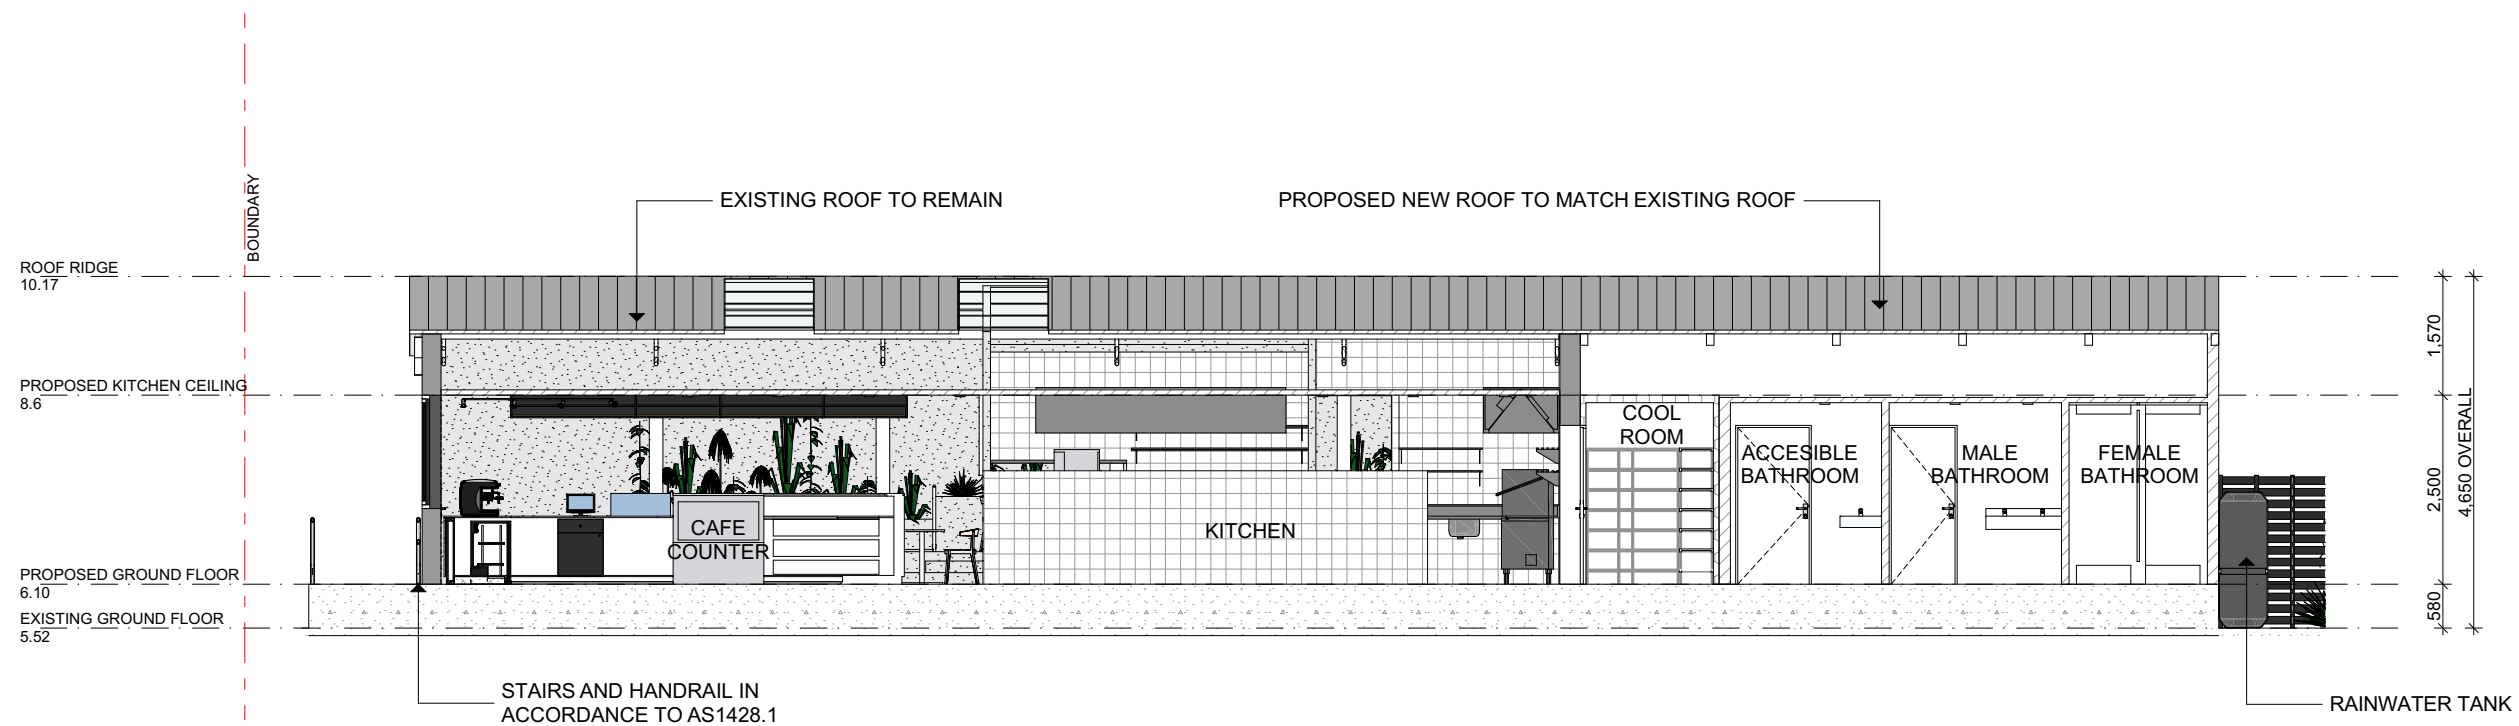 BOUNDARY
EXISTING ROOF TO REMAIN
PROPOSED NEW ROOF TO MATCH EXISTING ROOF
ROOF RIDGE
10.17
PROPOSED KITCHEN CEILING
8.6
PROPOSED GROUND FLOOR
6.10
EXISTING GROUND FLOOR
5.52
CAFE
COUNTER
KITCHEN
COOL
ROOM
ACCESIBLE
BATHROOM
MALE
BATHROOM
FEMALE
BATHROOM
1,570
2,500
580
4,650 OVERALL
STAIRS AND HANDRAIL IN
ACCORDANCE TO AS1428.1
RAINWATER TANK